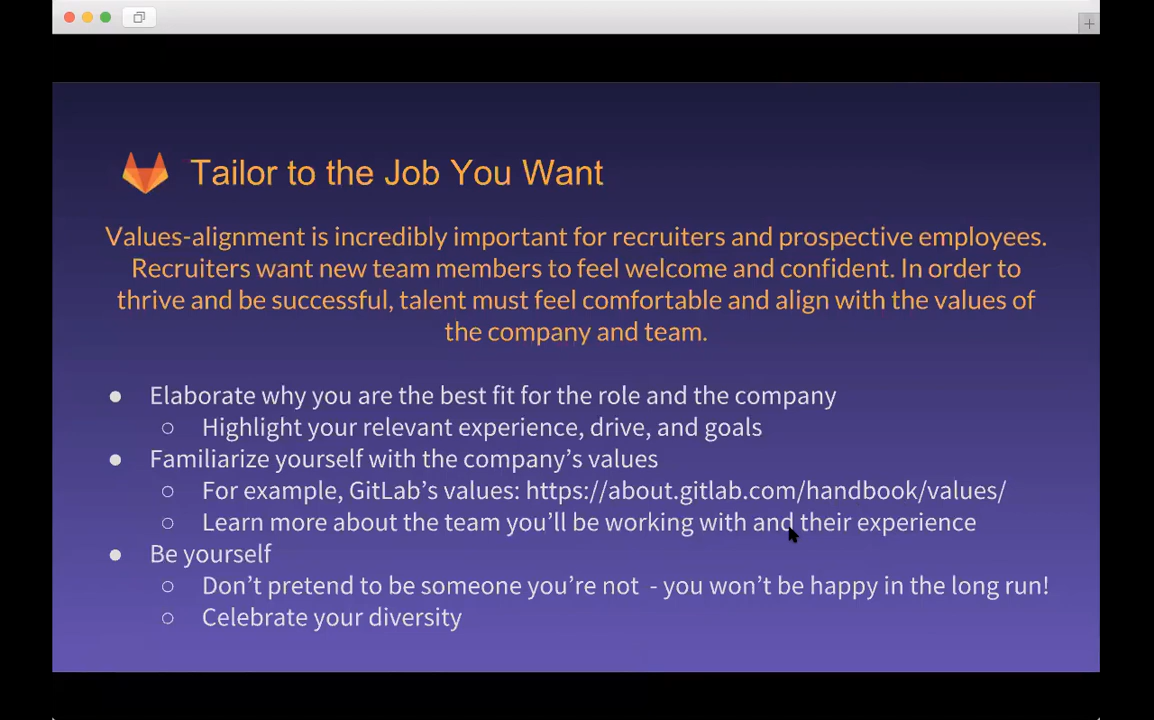 Tailor to the Job You Want
Values-alignment is incredibly important for recruiters and prospective employees.
Recruiters want new team members to feel welcome and confident. In order to
thrive and be successful, talent must feel comfortable and align with the values of
the company and team.
● Elaborate why you are the best fit for the role and the company
○ Highlight your relevant experience, drive, and goals
● Familiarize yourself with the company’s values
○ For example, GitLab’s values: https://about.gitlab.com/handbook/values/
○ Learn more about the team you’ll be working with and their experience
● Be yourself
○ Don’t pretend to be someone you’re not - you won’t be happy in the long run!
○ Celebrate your diversity